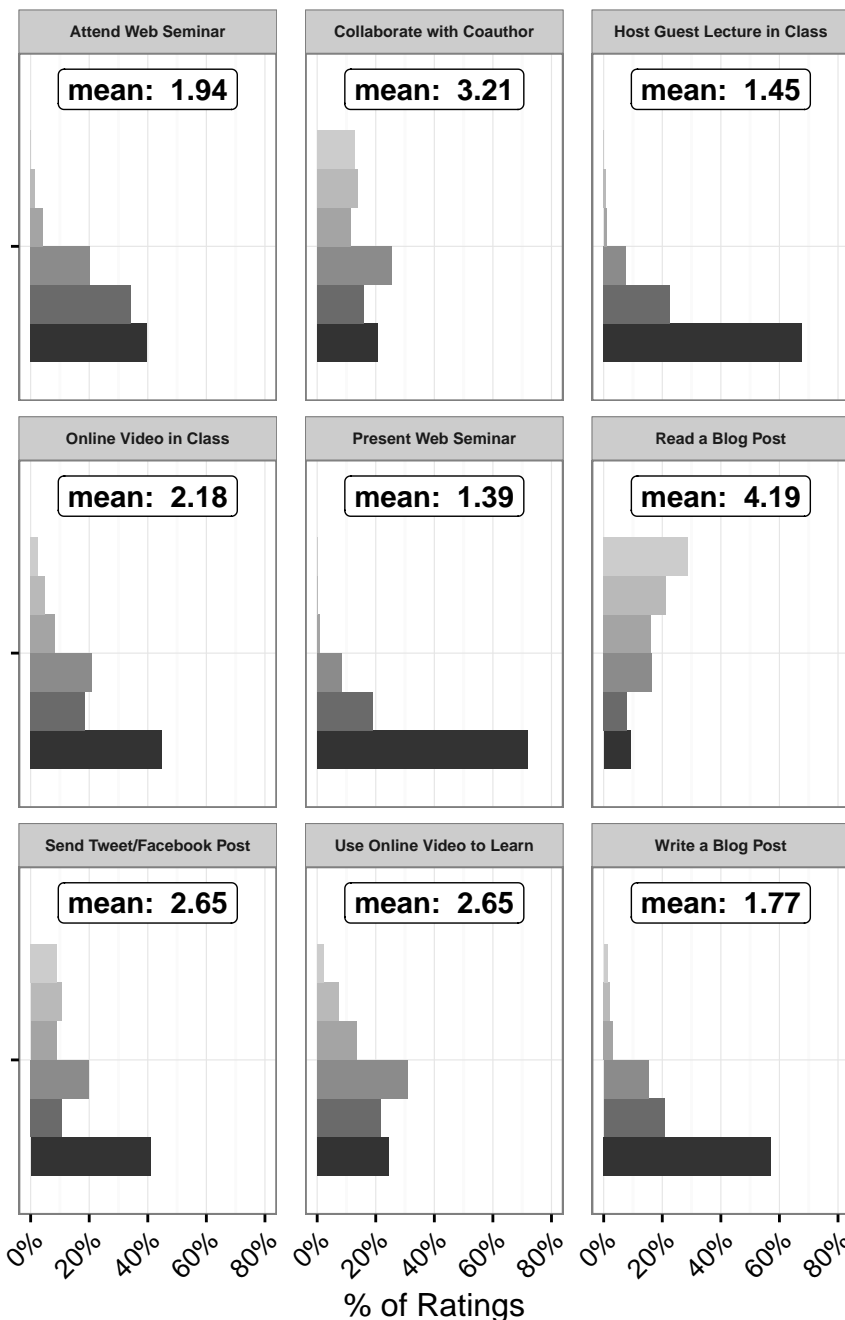 Attend Web Seminar
Collaborate with Coauthor
Host Guest Lecture in Class
mean: 1.94
mean: 3.21
mean: 1.45
Online Video in Class
Present Web Seminar
Read a Blog Post
mean: 2.18
mean: 1.39
mean: 4.19
Send Tweet/Facebook Post
Use Online Video to Learn
Write a Blog Post
mean: 2.65
mean: 2.65
mean: 1.77
0% 20% 40% 60% 80%
0% 20% 40% 60% 80%
0% 20% 40% 60% 80%
% of Ratings